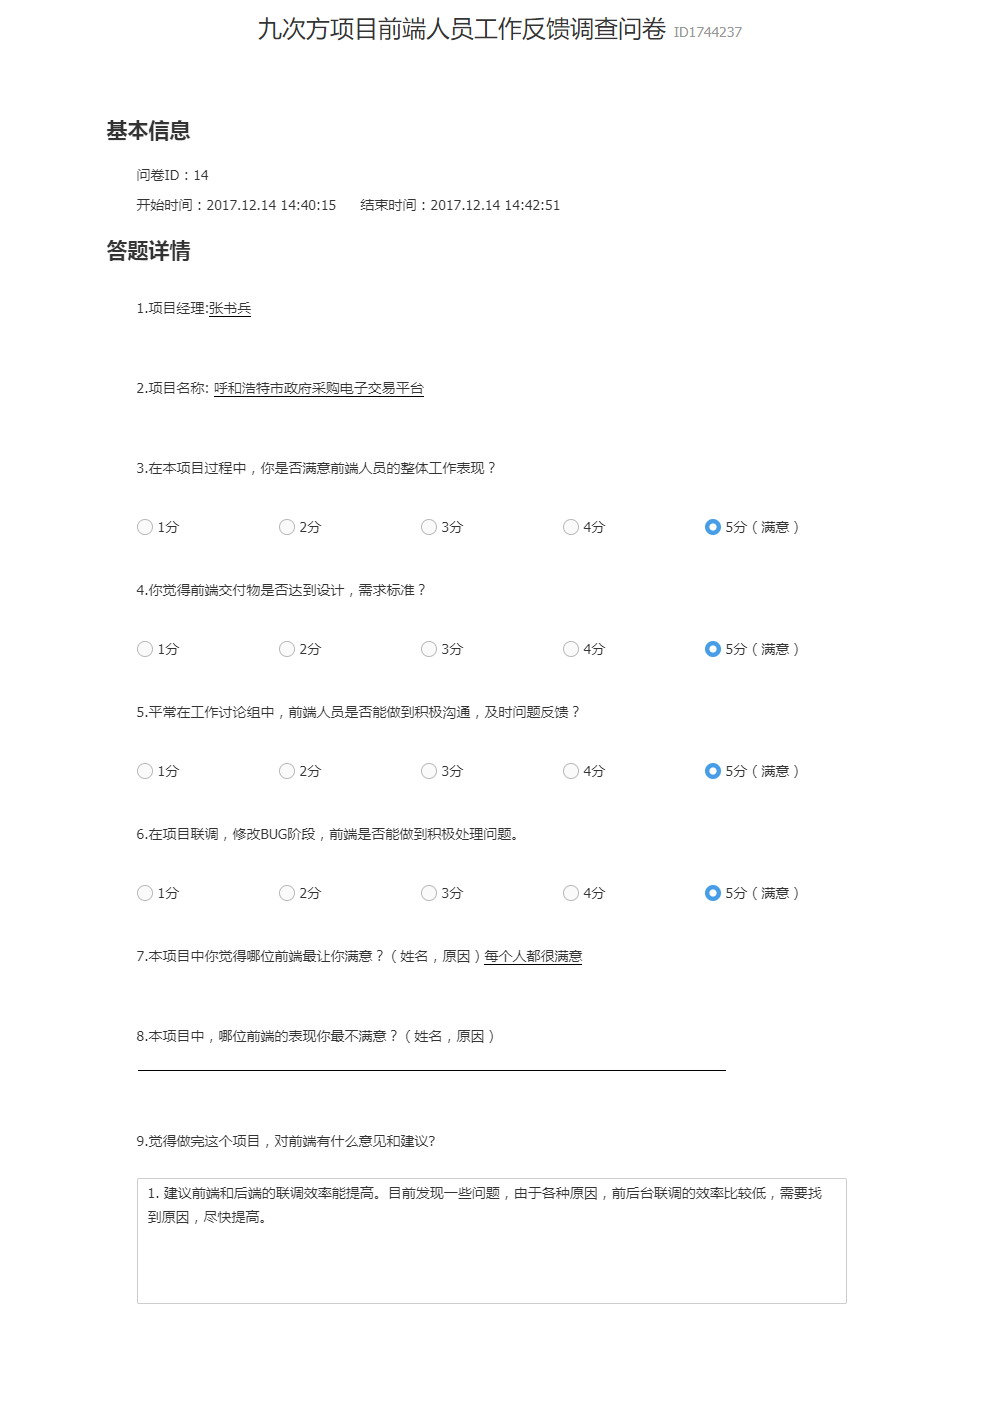 九次方项目前端人员工作反馈调查问卷 ID1744237
基本信息
问卷ID：14
开始时间：2017.12.14 14:40:15 结束时间：2017.12.14 14:42:51
答题详情
1.项目经理:张书兵
2.项目名称: 呼和浩特市政府采购电子交易平台
3.在本项目过程中，你是否满意前端人员的整体工作表现？
1分 2分 3分 4分 5分（满意）
4.你觉得前端交付物是否达到设计，需求标准？
1分 2分 3分 4分 5分（满意）
5.平常在工作讨论组中，前端人员是否能做到积极沟通，及时问题反馈？
1分 2分 3分 4分 5分（满意）
6.在项目联调，修改BUG阶段，前端是否能做到积极处理问题。
1分 2分 3分 4分 5分（满意）
7.本项目中你觉得哪位前端最让你满意？（姓名，原因）每个人都很满意
8.本项目中，哪位前端的表现你最不满意？（姓名，原因）
9.觉得做完这个项目，对前端有什么意见和建议?
1. 建议前端和后端的联调效率能提高。目前发现一些问题，由于各种原因，前后台联调的效率比较低，需要找
到原因，尽快提高。